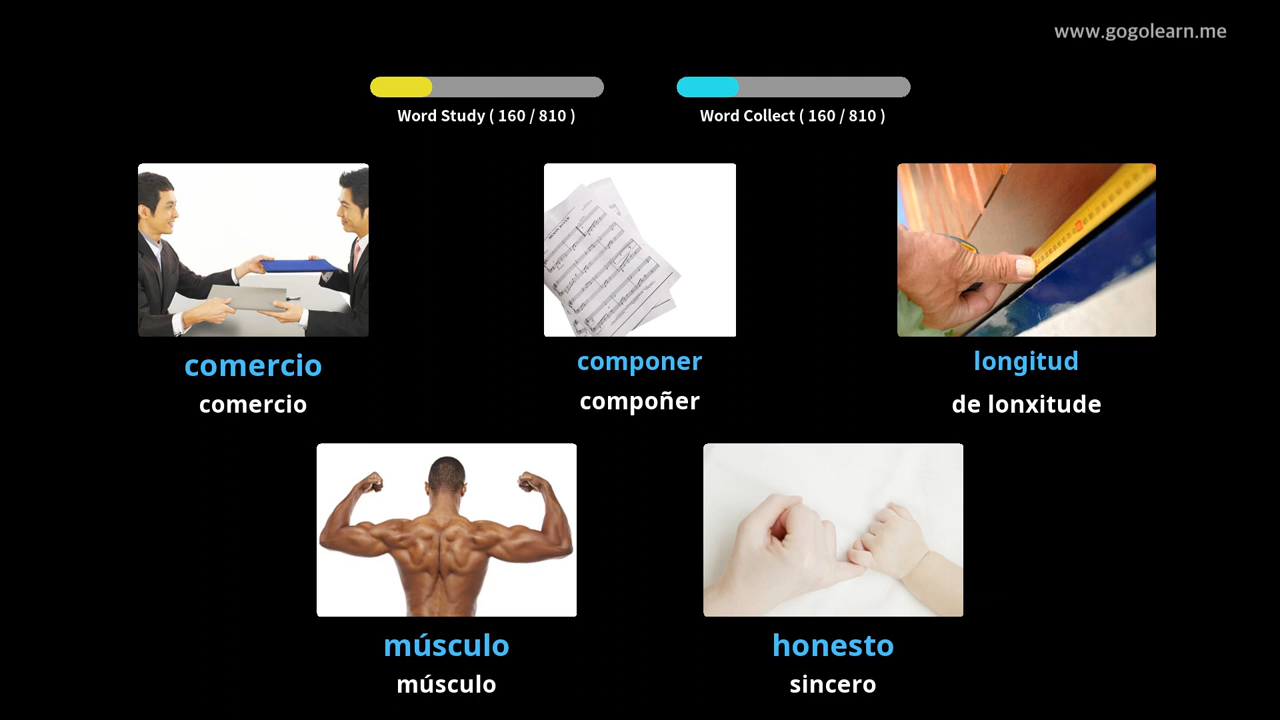 www.gogolearn.me
Word Study ( 160 / 810 )
Word Collect ( 160 / 810 )
comercio
comercio
componer
compoñer
longitud
de lonxitude
músculo
músculo
honesto
sincero